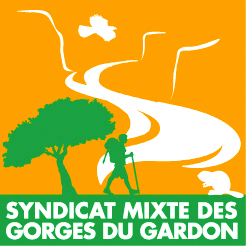 SYNDICAT MIXTE DES
GORGES DU GARDON